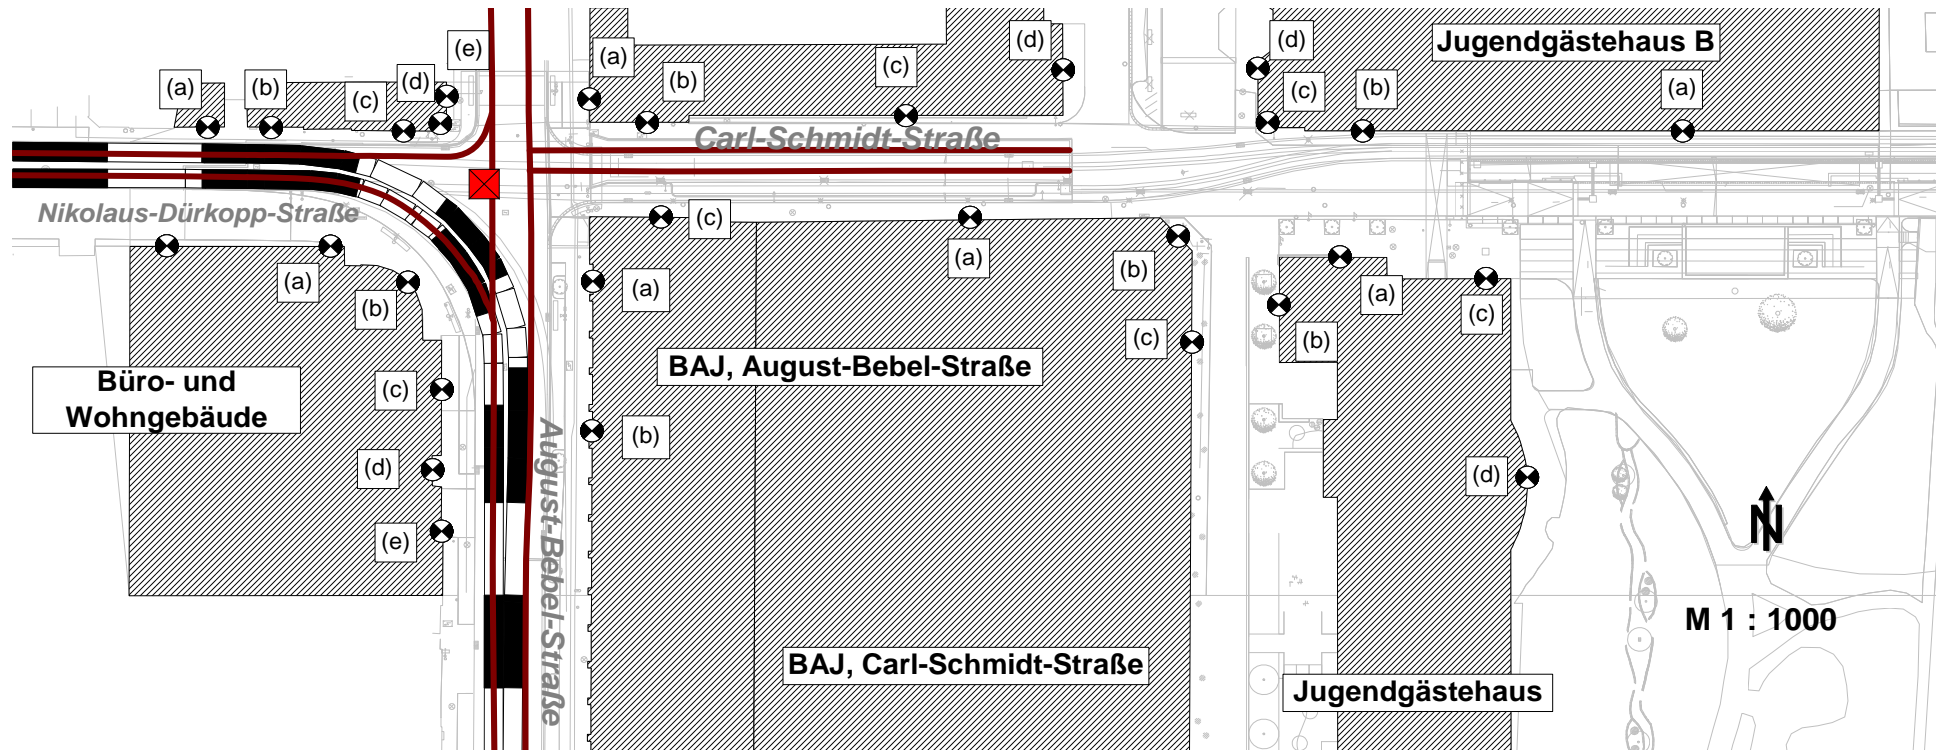 (e)
(a)
(d)
(d)
Jugendgästehaus B
(a)
(b)
(c)
(d)
(b)
(c)
(c)
(b)
(a)
Carl-Schmidt-Straße
Nikolaus-Dürkopp-Straße
(c)
(a)
(b)
(a)
(b)
(a)
(a)
(c)
(b)
(c)
(b)
BAJ, August-Bebel-Straße
Büro- und
Wohngebäude
(c)
(b)
(d)
(d)
(e)
August-Bebel-Straße
N
M 1 : 1000
BAJ, Carl-Schmidt-Straße
Jugendgästehaus